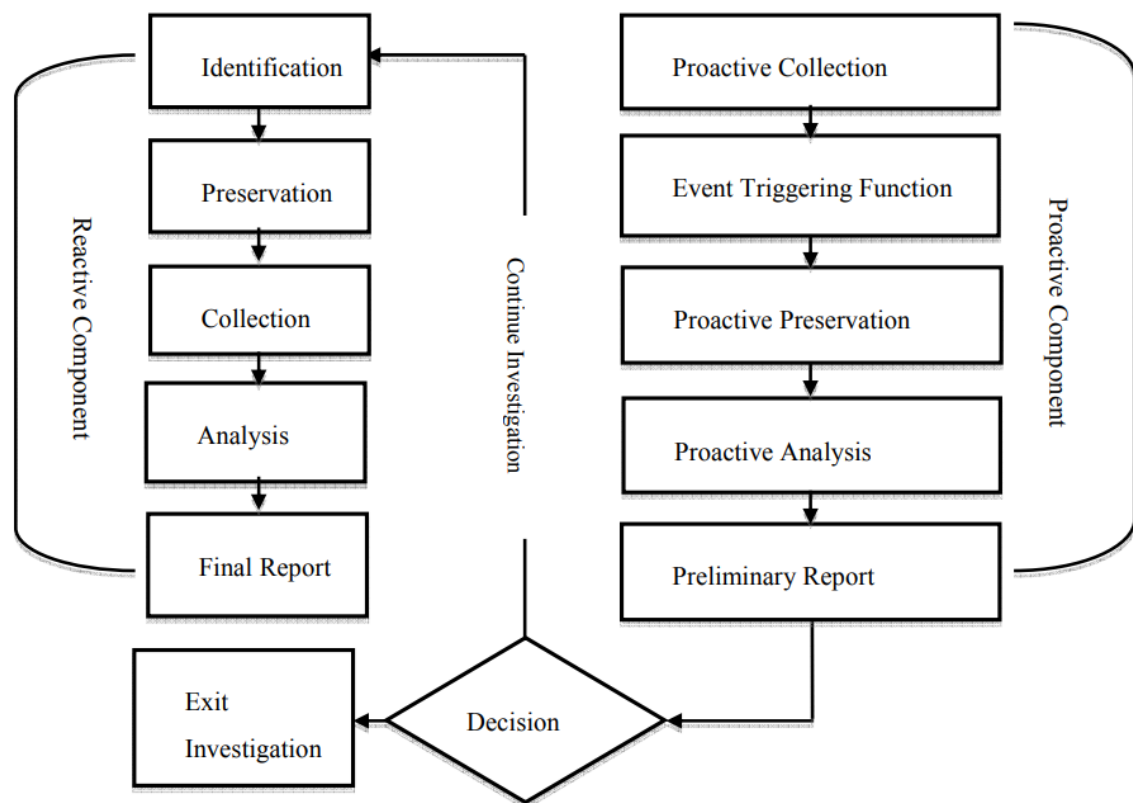 Identification
Preservation
Collection
Analysis
Final Report
Reactive Component
Exit
Investigation
Continue Investigation
Decision
Proactive Collection
Event Triggering Function
Proactive Preservation
Proactive Analysis
Preliminary Report
Proactive Component